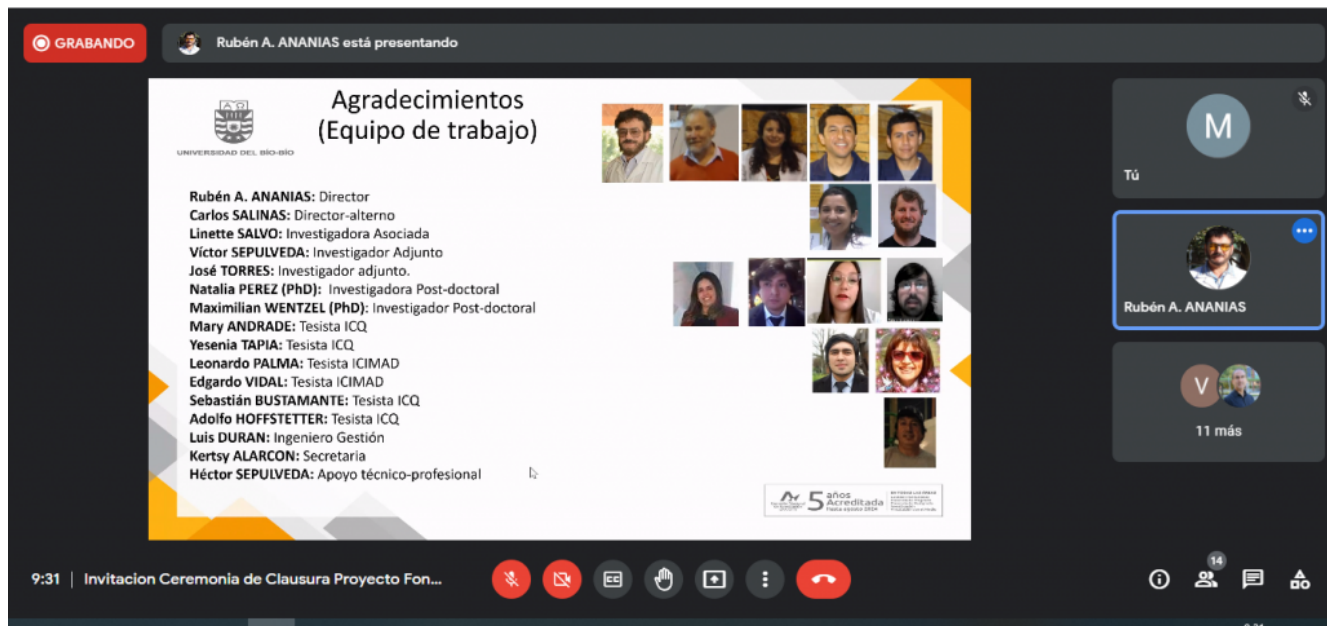 GRABANDO
Rubén A. ANANIAS está presentando
UNIVERSIDAD DEL BÍO-BÍO
Agradecimientos
(Equipo de trabajo)
Rubén A. ANANIAS: Director
Carlos SALINAS: Director-alterno
Linette SALVO: Investigadora Asociada
Víctor SEPULVEDA: Investigador Adjunto
José TORRES: Investigador adjunto.
Natalia PEREZ (PhD): Investigadora Post-doctoral
Maximilian WENTZEL (PhD): Investigador Post-doctoral
Mary ANDRADE: Tesista ICQ
Yesenia TAPIA: Tesista ICQ
Leonardo PALMA: Tesista ICIMAD
Edgardo VIDAL: Tesista ICIMAD
Sebastián BUSTAMANTE: Tesista ICQ
Adolfo HOFFSTETTER: Tesista ICQ
Luis DURAN: Ingeniero Gestión
Kertsy ALARCON: Secretaria
Héctor SEPULVEDA: Apoyo técnico-profesional
5 años
Acreditada
M
Tú
Rubén A. ANANIAS
V
11 más
9:31 | Invitacion Ceremonia de Clausura Proyecto Fon...
CC
14